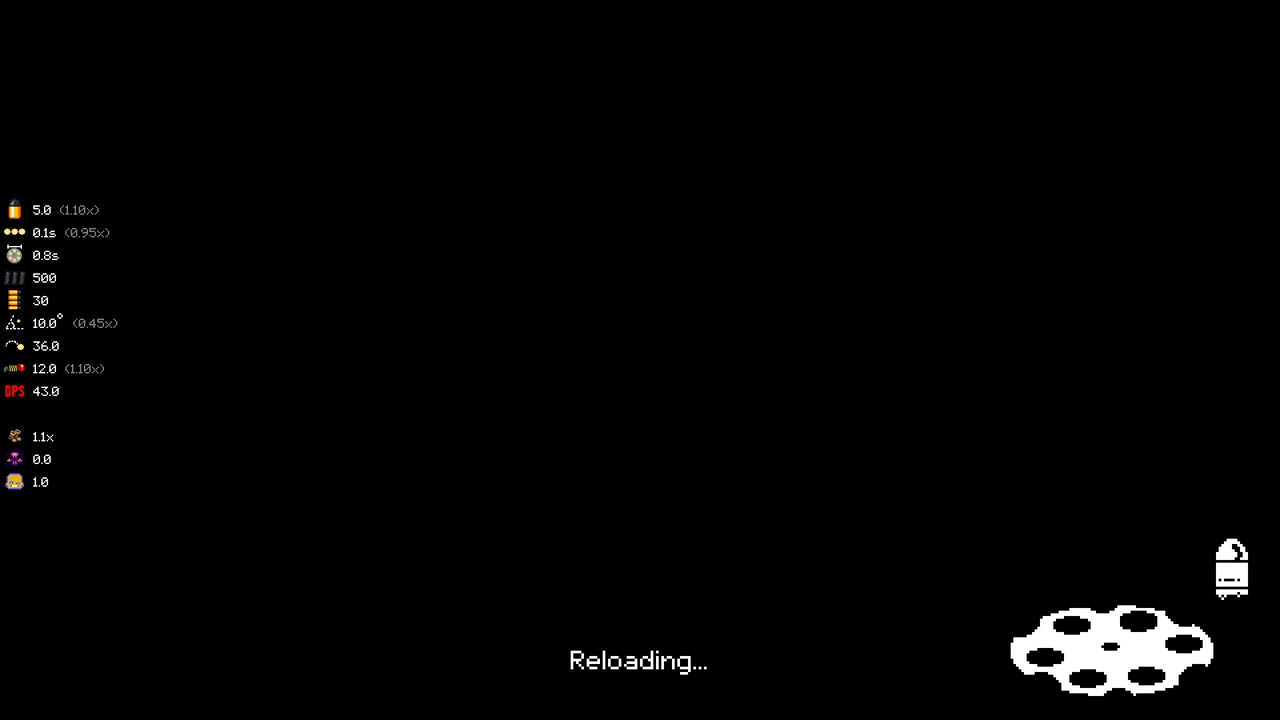 5.0 (1.10x)
0.1s (0.95x)
0.8s
500
30
10.0° (0.45x)
36.0
12.0 (1.10x)
DPS 43.0
1.1x
0.0
1.0
Reloading...